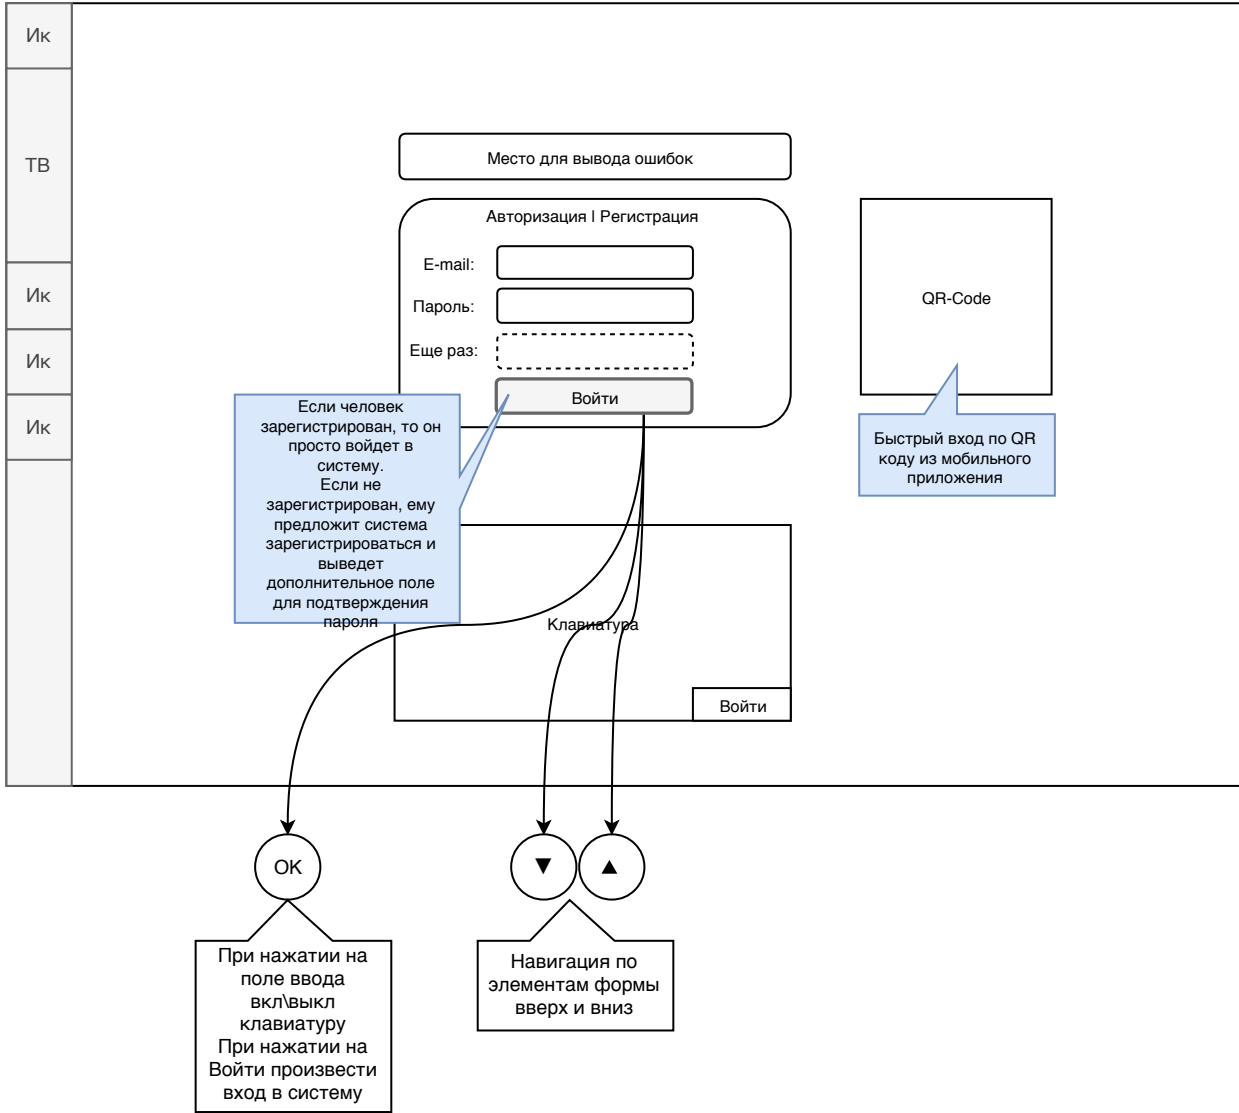 Ик
ТВ
Ик
Ик
Ик
Место для вывода ошибок
Авторизация | Регистрация
E-mail:
Пароль:
Еще раз:
Войти
QR-Code
Быстрый вход по QR
коду из мобильного
приложения
Если человек
зарегистрирован, то он
просто войдет в
систему.
Если не
зарегистрирован, ему
предложит система
зарегистрироваться и
выведет
дополнительное поле
для подтверждения
пароля
Клавиатура
Войти
ОК
▼
▲
При нажатии на
поле ввода
вкл\выкл
клавиатуру
При нажатии на
Войти произвести
вход в систему
Навигация по
элементам формы
вверх и вниз